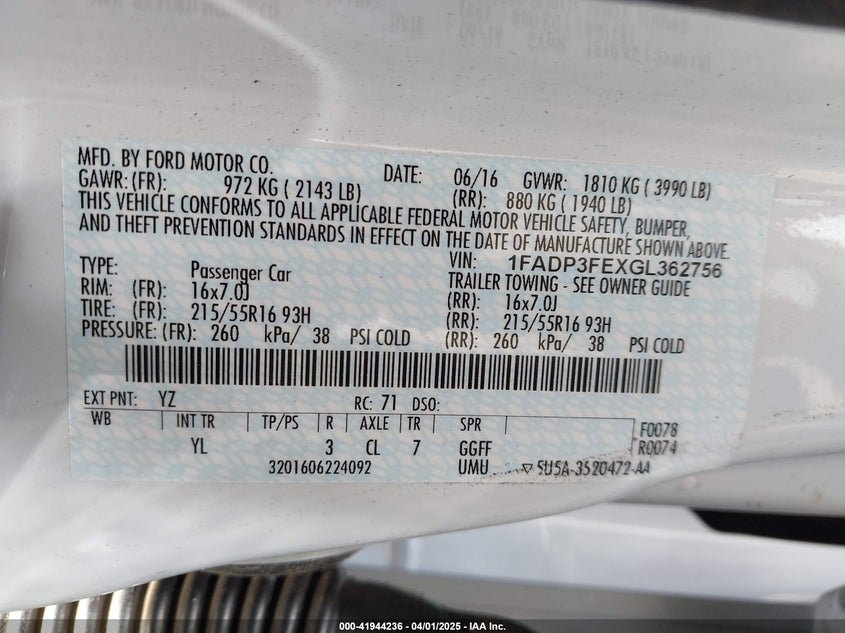 MFD. BY FORD MOTOR CO. DATE: 06/16 GVWR: 1810 KG ( 3990 LB)
GAWR: (FR): 972 KG ( 2143 LB) (RR): 880 KG ( 1940 LB)
THIS VEHICLE CONFORMS TO ALL APPLICABLE FEDERAL MOTOR VEHICLE SAFETY, BUMPER,
AND THEFT PREVENTION STANDARDS IN EFFECT ON THE DATE OF MANUFACTURE SHOWN ABOVE.
VIN: 1FADP3FEXGL362756
TYPE: Passenger Car TRAILER TOWING - SEE OWNER GUIDE
RIM: (FR): 16x7.0J (RR): 16x7.0J
TIRE: (FR): 215/55R16 93H (RR): 215/55R16 93H
PRESSURE: (FR): 260 kPa/ 38 PSI COLD (RR): 260 kPa/ 38 PSI COLD
EXT PNT: YZ RC: 71 DSO:
WB INT TR TP/PS R AXLE TR SPR F0078
YL 3 CL 7 GGFF R0074
3201606224092 UMU 5U5A-3520472-AA
000-41944236 - 04/01/2025 - IAA Inc.